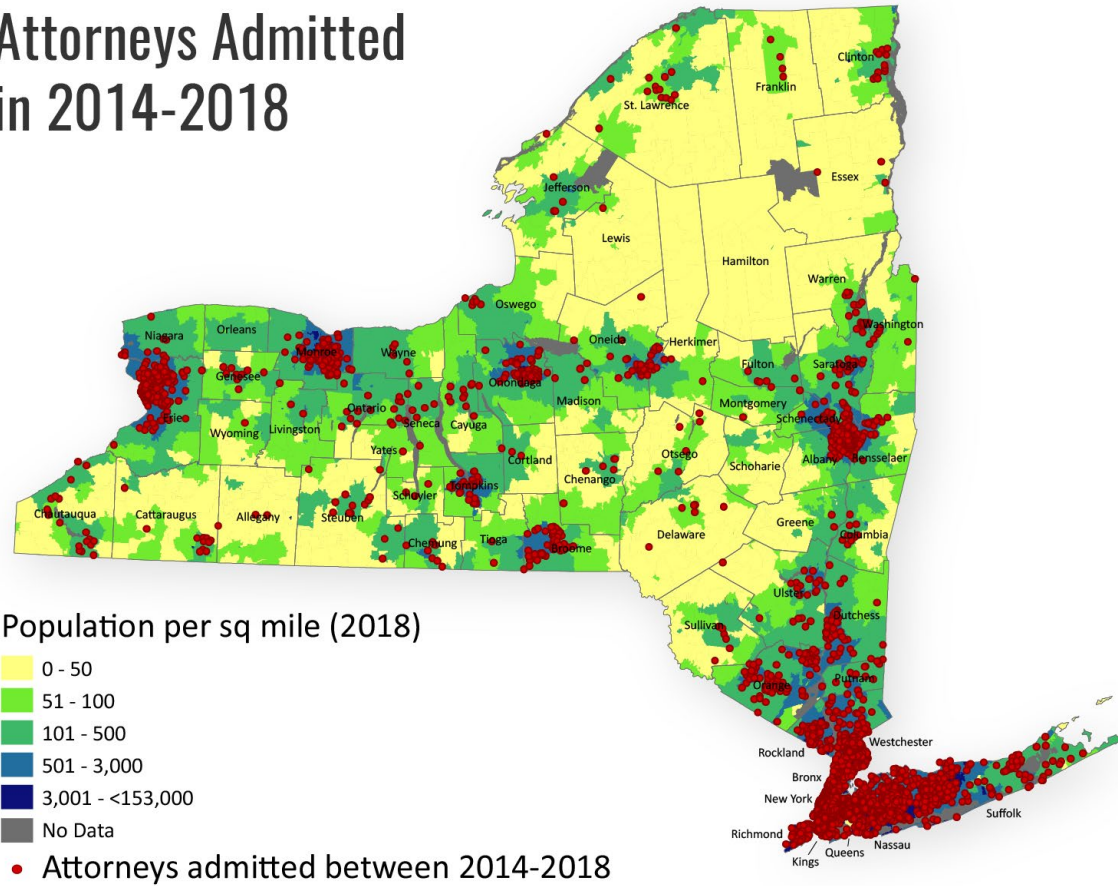 Attorneys Admitted
in 2014-2018
Clinton
Franklin
St. Lawrence
Essex
Jefferson
Lewis
Hamilton
Warren
Oswego
Washington
Niagara
Orleans
Monroe
Wayne
Oneida
Herkimer
Fulton
Saratoga
Genesee
Onondaga
Madison
Montgomery
Erie
Ontario
Seneca
Cayuga
Schenectady
Wyoming
Livingston
Yates
Cortland
Otsego
Schoharie
Albany
Rensselaer
Chenango
Tompkins
Schuyler
Chautauqua
Cattaraugus
Allegany
Steuben
Greene
Columbia
Delaware
Chemung
Tioga
Broome
Ulster
Dutchess
Sullivan
Population per sq mile (2018)
0 - 50
51 - 100
101 - 500
501 - 3,000
3,001 - <153,000
No Data
Attorneys admitted between 2014-2018
Orange
Putnam
Rockland
Westchester
Bronx
New York
Suffolk
Richmond
Nassau
Queens
Kings